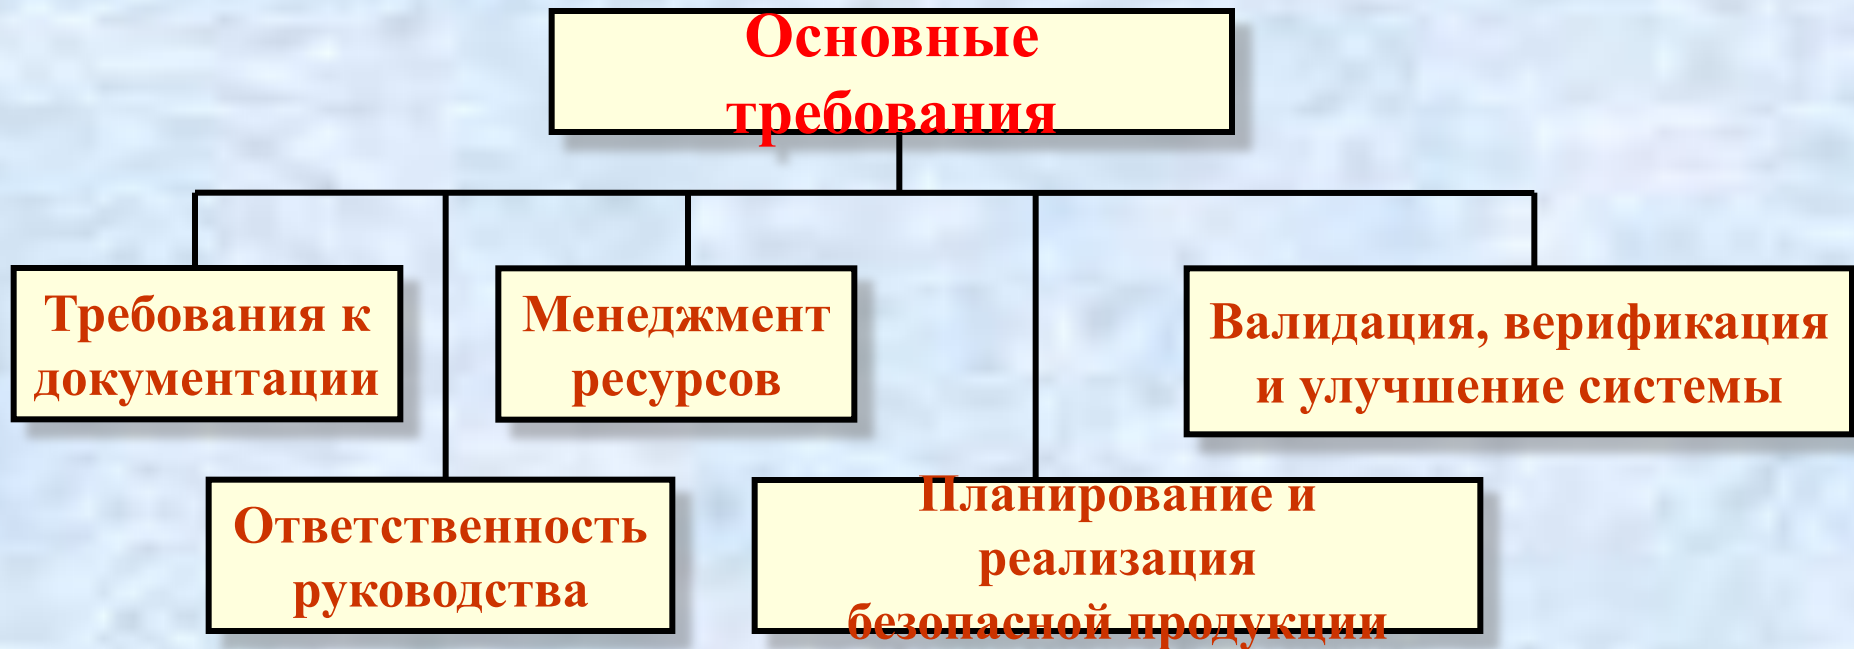 Основные
требования
Требования к
документации
Менеджмент
ресурсов
Валидация, верификация
и улучшение системы
Ответственность
руководства
Планирование и
реализация
безопасной продукции